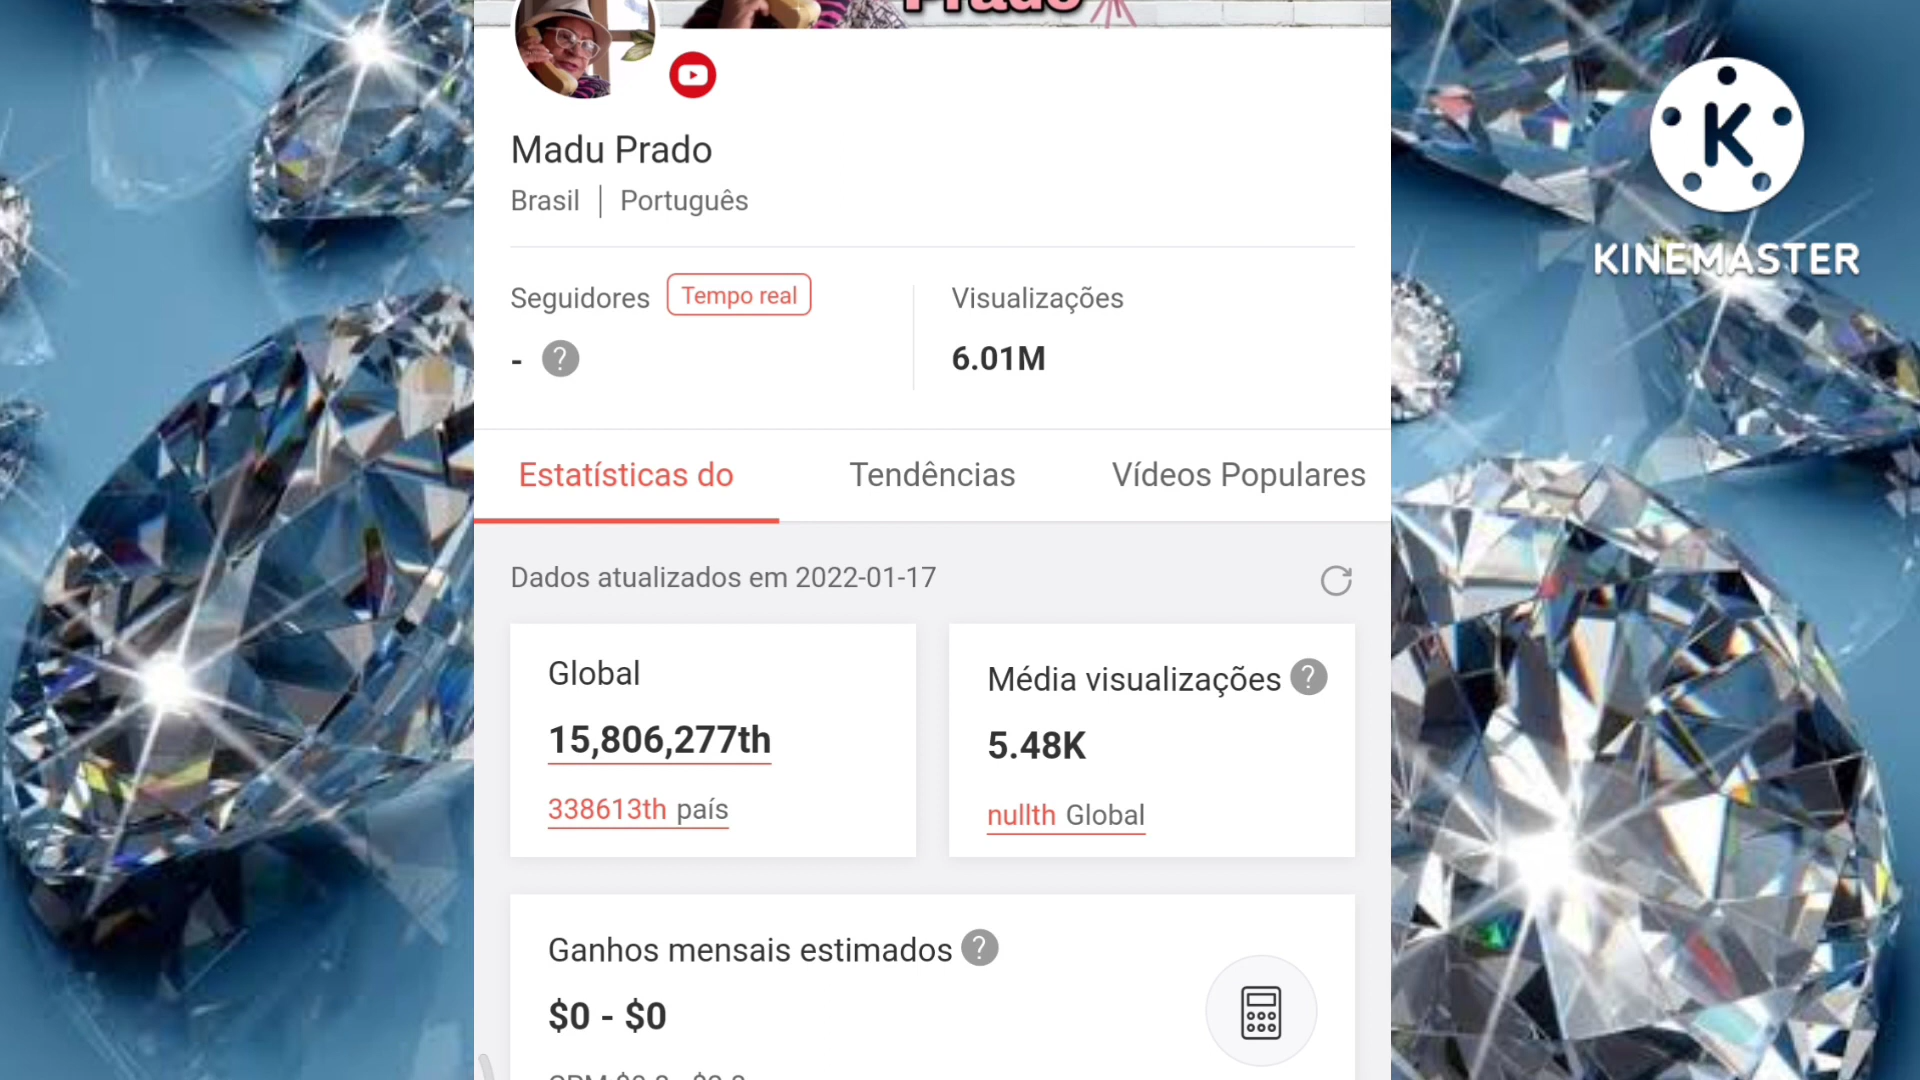 Prado
K
KINEMASTER
Madu Prado
Brasil | Português
Seguidores Tempo real
- ?
Visualizações
6.01M
Estatísticas do
Tendências
Vídeos Populares
Dados atualizados em 2022-01-17
Global
15,806,277th
338613th país
Média visualizações ?
5.48K
nullth Global
Ganhos mensais estimados ?
$0 - $0